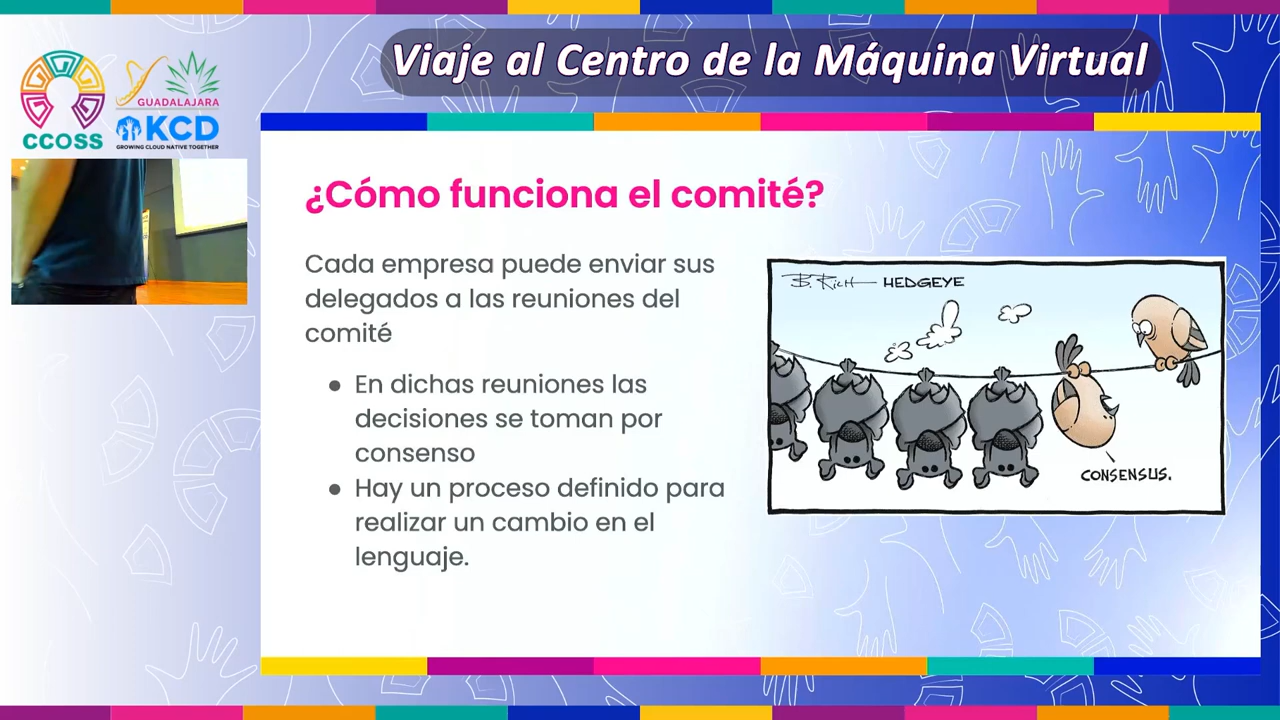 Viaje al Centro de la Máquina Virtual
CCOSS
GUADALAJARA
KCD
GROWING CLOUD NATIVE TOGETHER
¿Cómo funciona el comité?
Cada empresa puede enviar sus
delegados a las reuniones del
comité
● En dichas reuniones las
decisiones se toman por
consenso
● Hay un proceso definido para
realizar un cambio en el
lenguaje.
B. RICH — HEDGEYE
CONSENSUS.